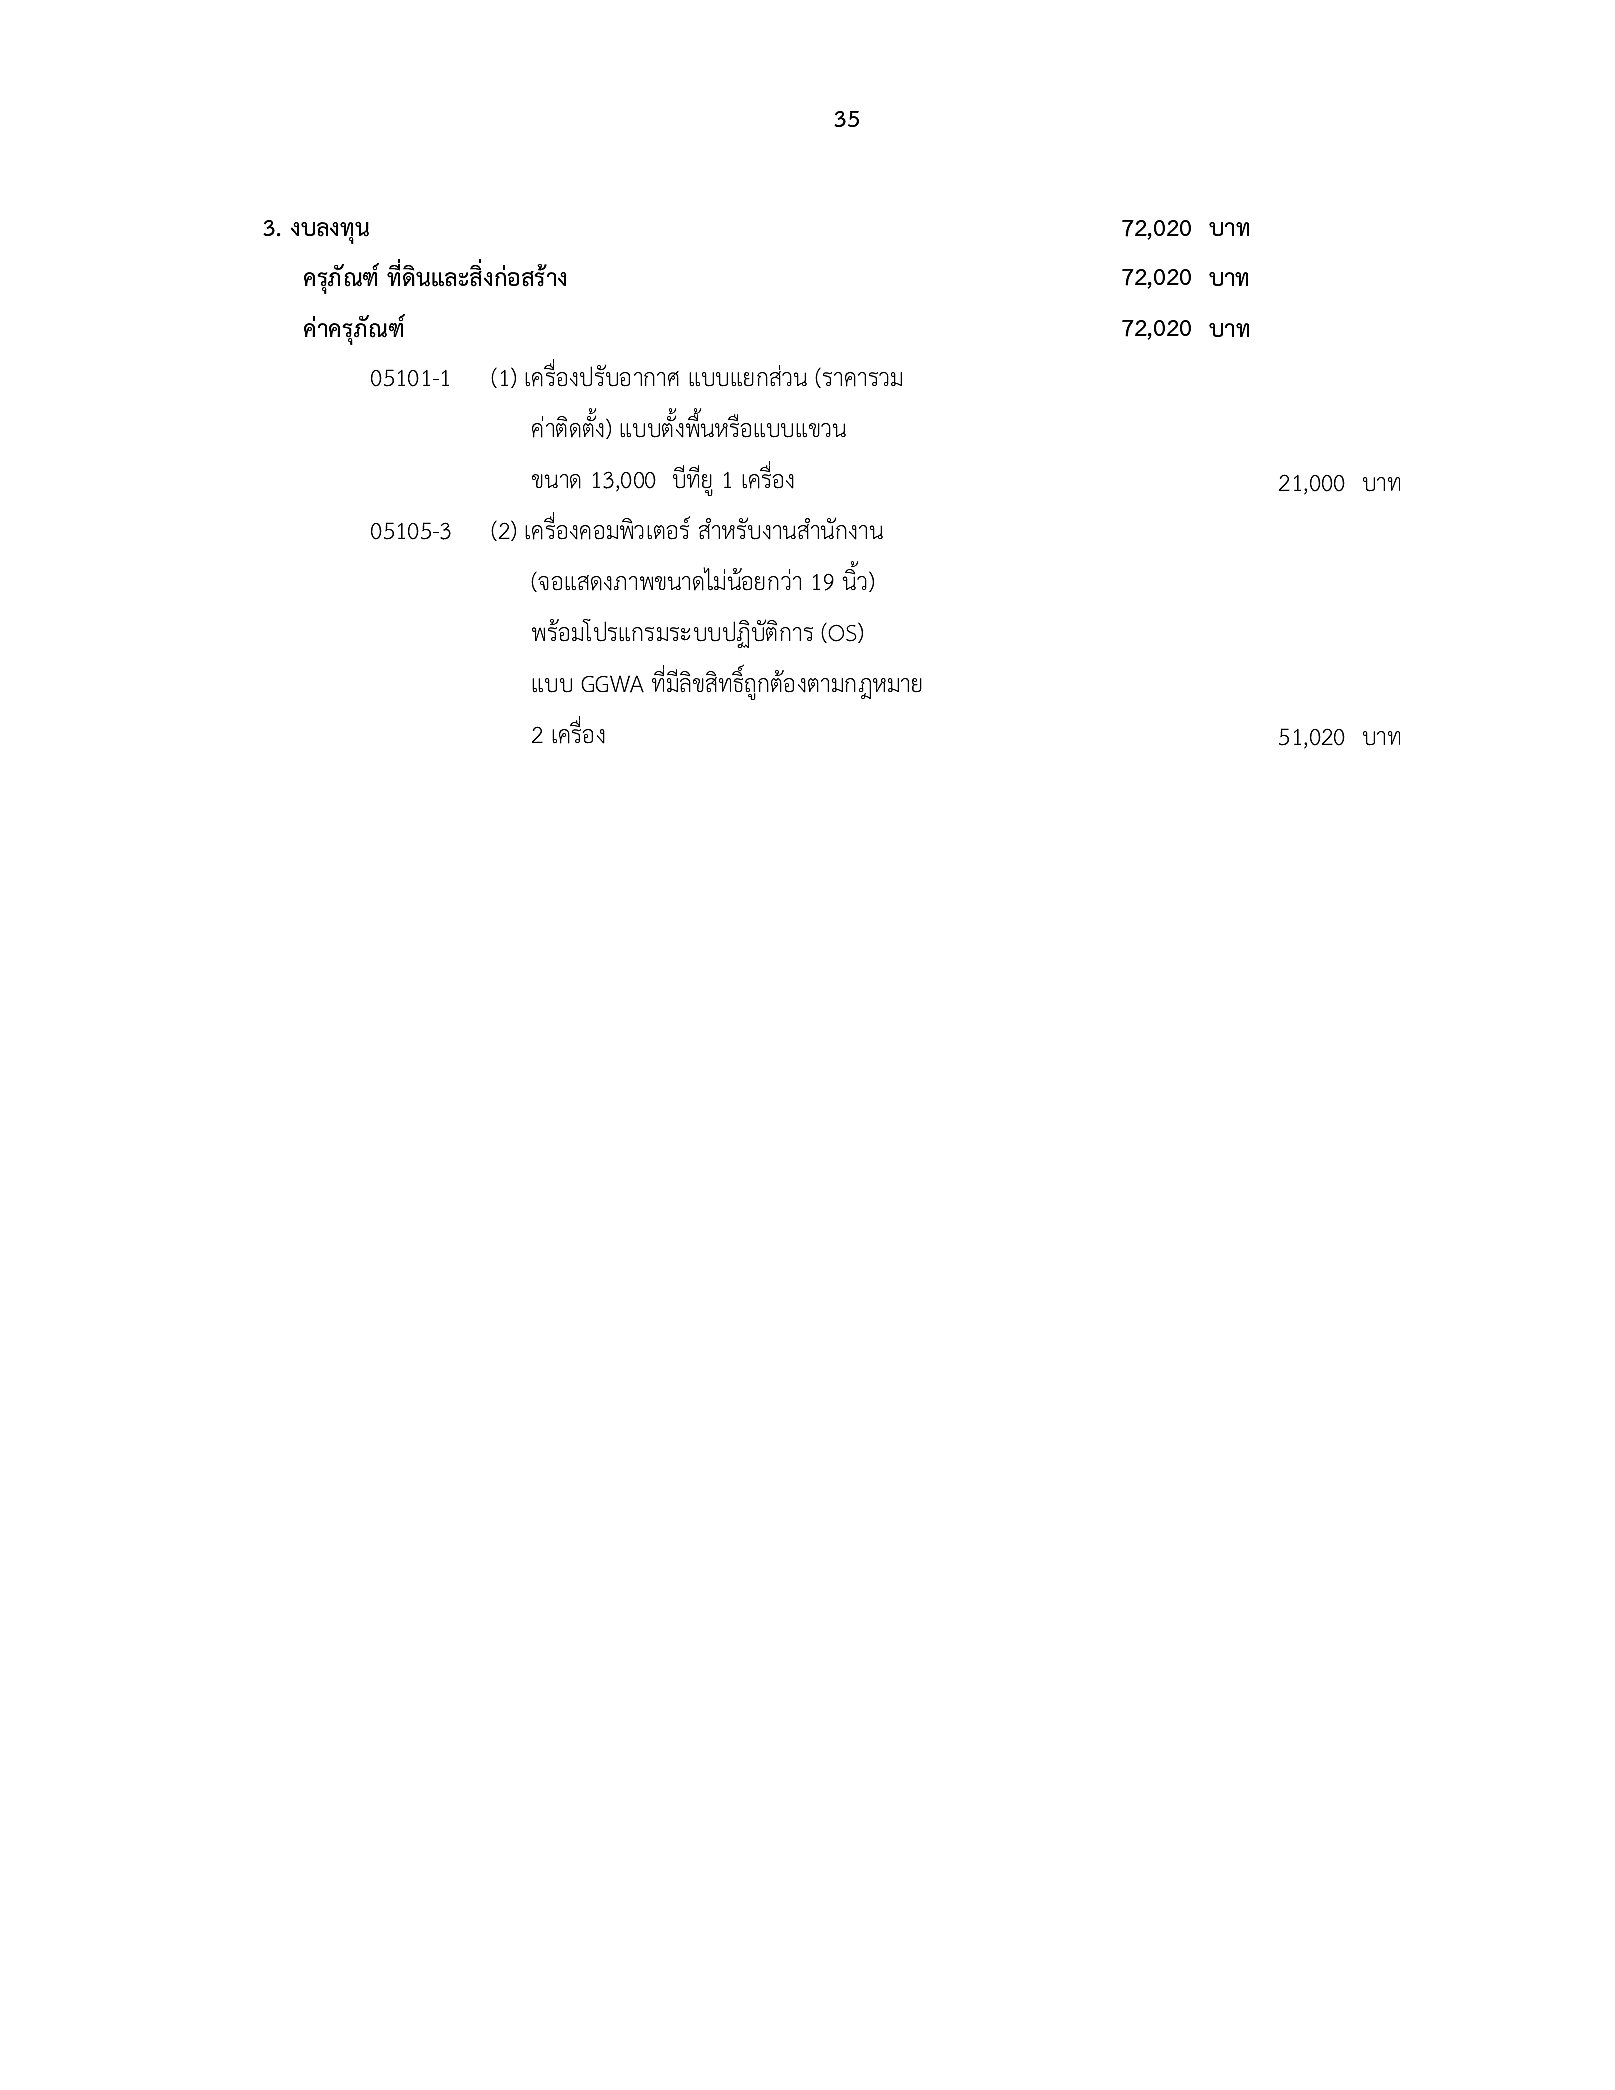 35
3. งบลงทุน 72,020 บาท
ครุภัณฑ์ ที่ดินและสิ่งก่อสร้าง 72,020 บาท
ค่าครุภัณฑ์ 72,020 บาท
05101-1 (1) เครื่องปรับอากาศ แบบแยกส่วน (ราคารวม
ค่าติดตั้ง) แบบตั้งพื้นหรือแบบแขวน
ขนาด 13,000 บีทียู 1 เครื่อง 21,000 บาท
05105-3 (2) เครื่องคอมพิวเตอร์ สำหรับงานสำนักงาน
(จอแสดงภาพขนาดไม่น้อยกว่า 19 นิ้ว)
พร้อมโปรแกรมระบบปฏิบัติการ (OS)
แบบ GGWA ที่มีลิขสิทธิ์ถูกต้องตามกฎหมาย
2 เครื่อง 51,020 บาท